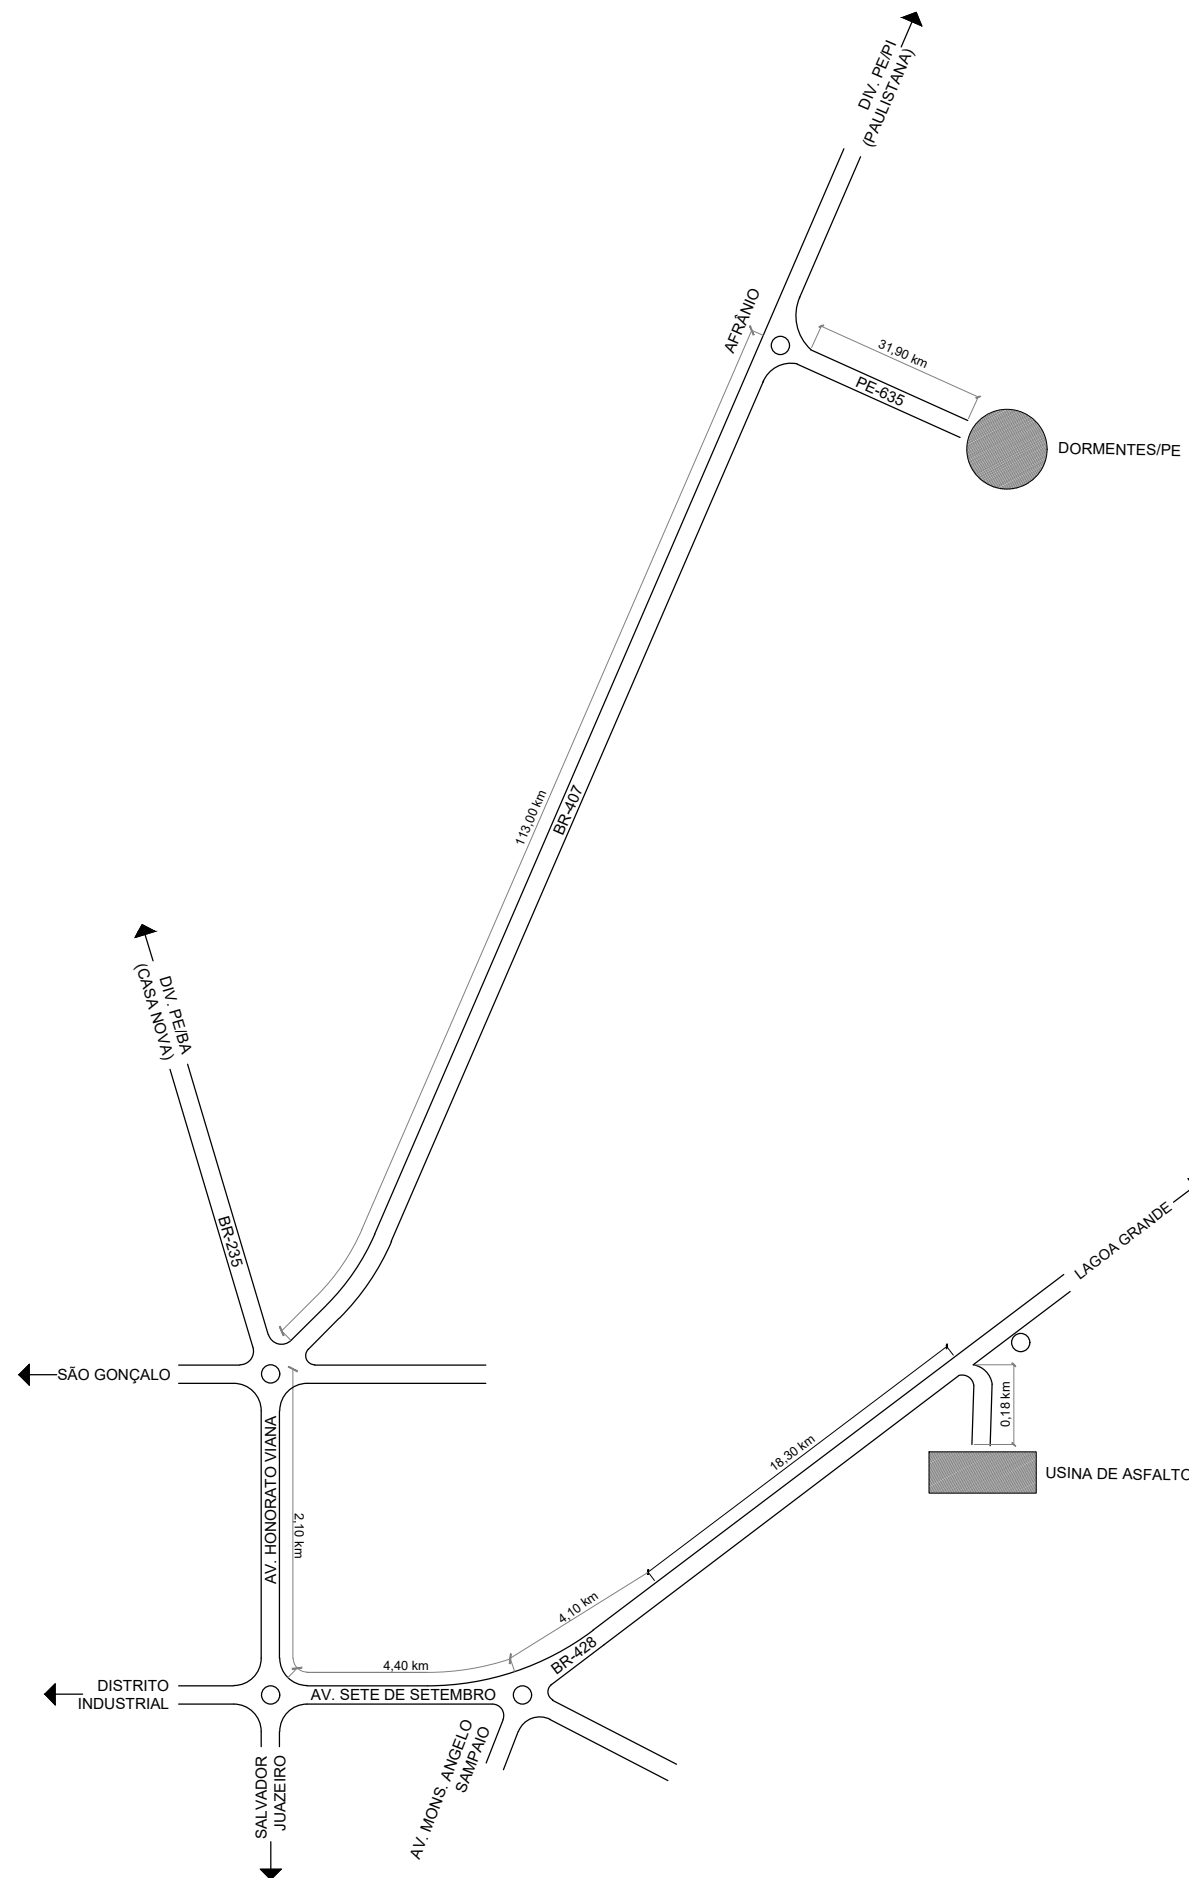 DIV. PE/PI
(PAULISTANA)
AFRÂNIO
31,90 km
PE-635
DORMENTES/PE
113,00 km
BR-407
DIV. PE/BA
(CASA NOVA)
BR-235
LAGOA GRANDE
SÃO GONÇALO
0,18 km
18,30 km
USINA DE ASFALTO
AV. HONORATO VIANA
2,10 km
4,10 km
BR-428
4,40 km
DISTRITO
INDUSTRIAL
AV. SETE DE SETEMBRO
AV. MONS. ANGELO
SAMPAIO
SALVADOR
JUAZEIRO